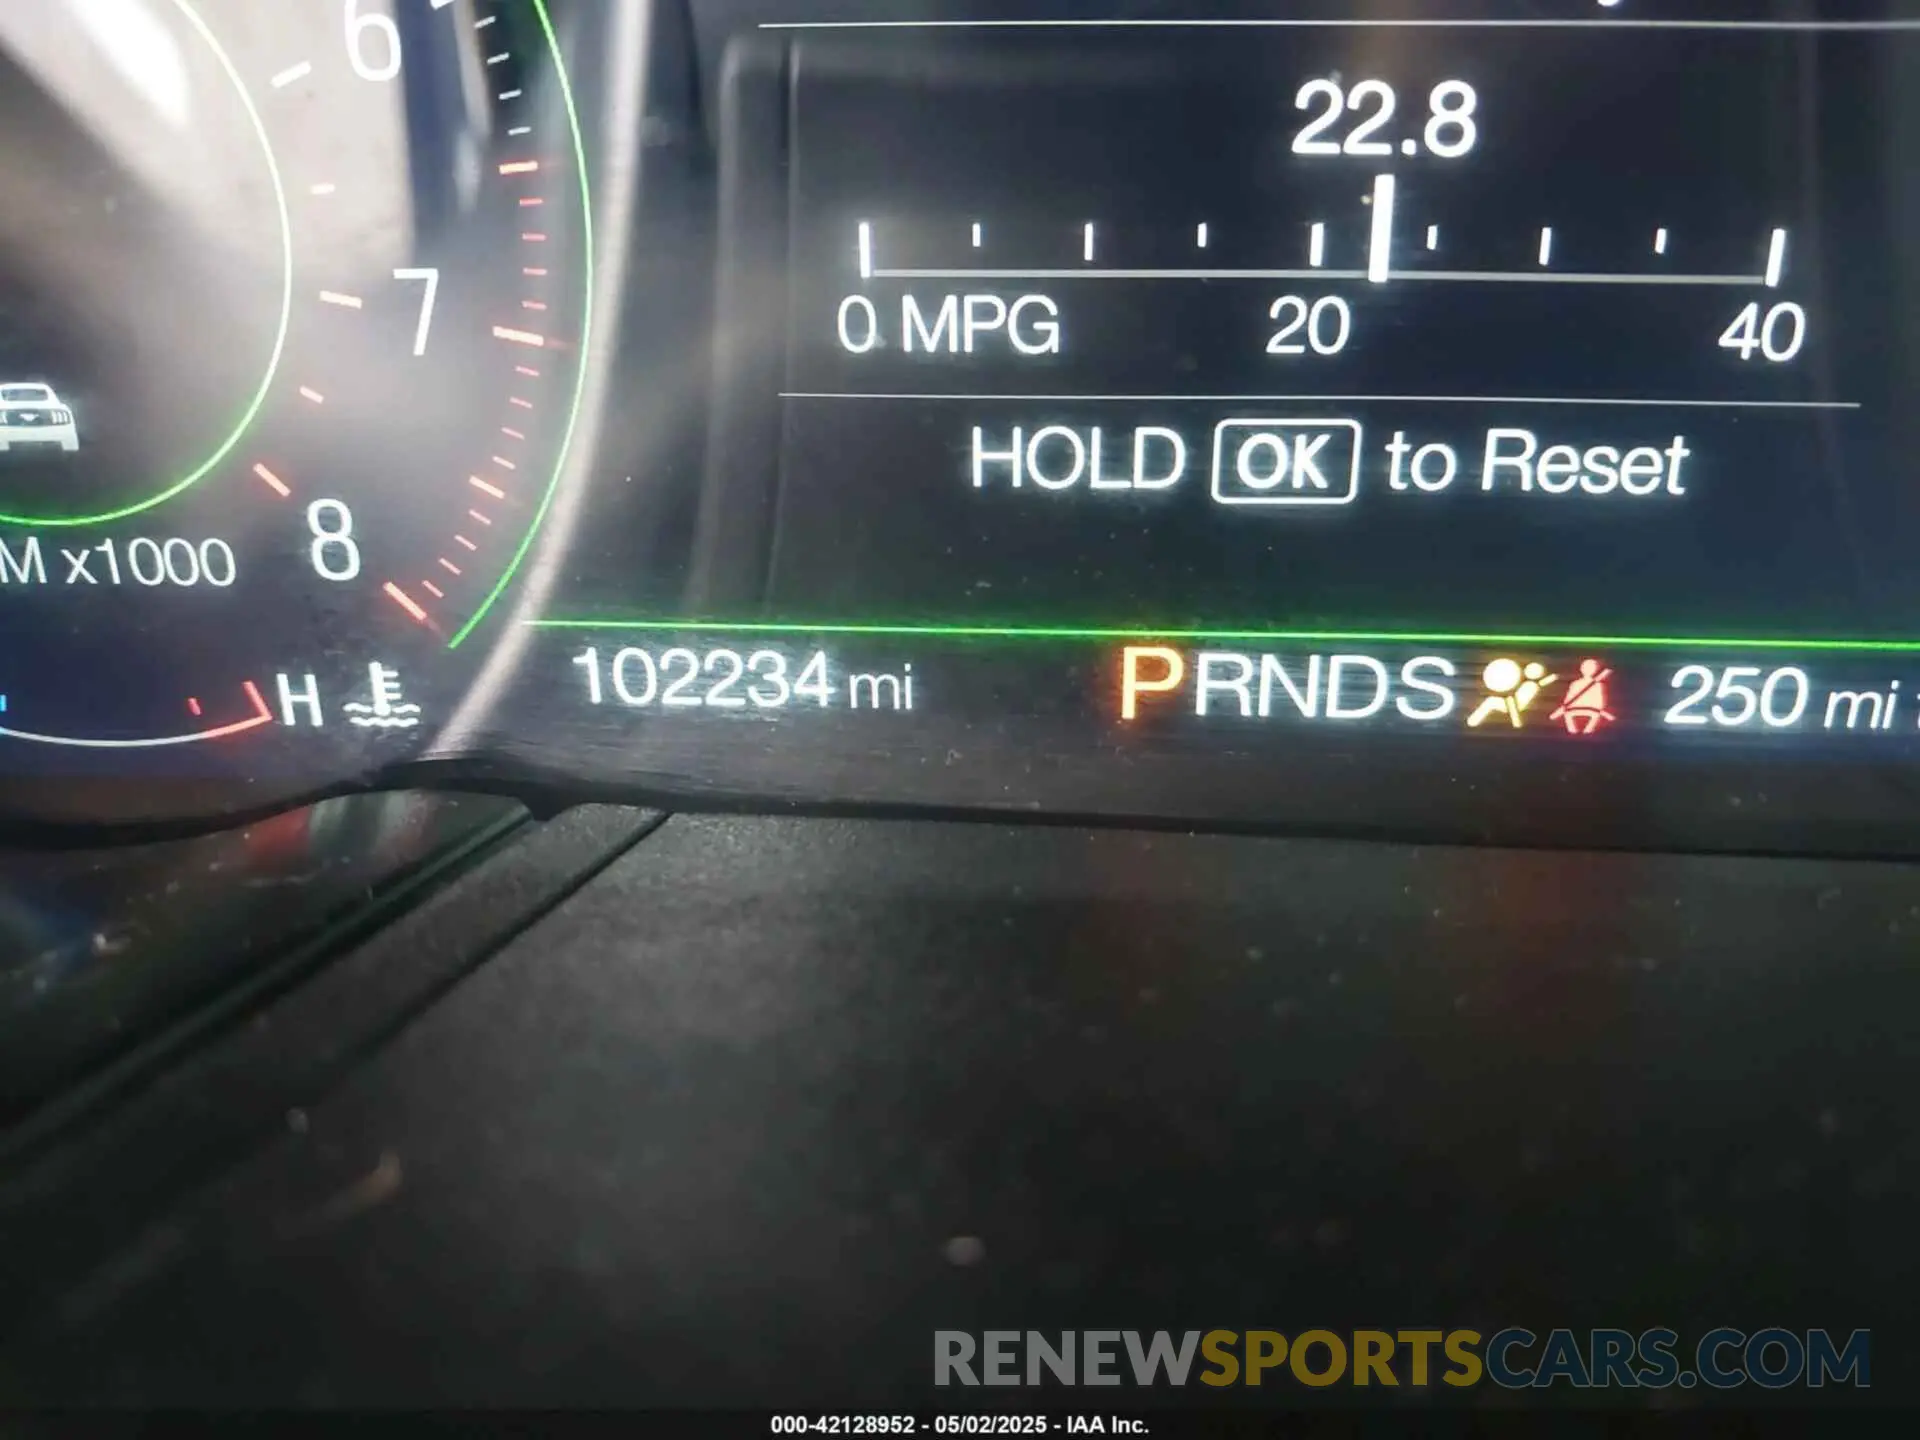 22.8
0 MPG 20 40
HOLD OK to Reset
6
7
8
x1000
H
102234 mi PRNDS 250 mi
RENEWSPORTSCARS.COM
000-42128952 - 05/02/2025 - IAA Inc.